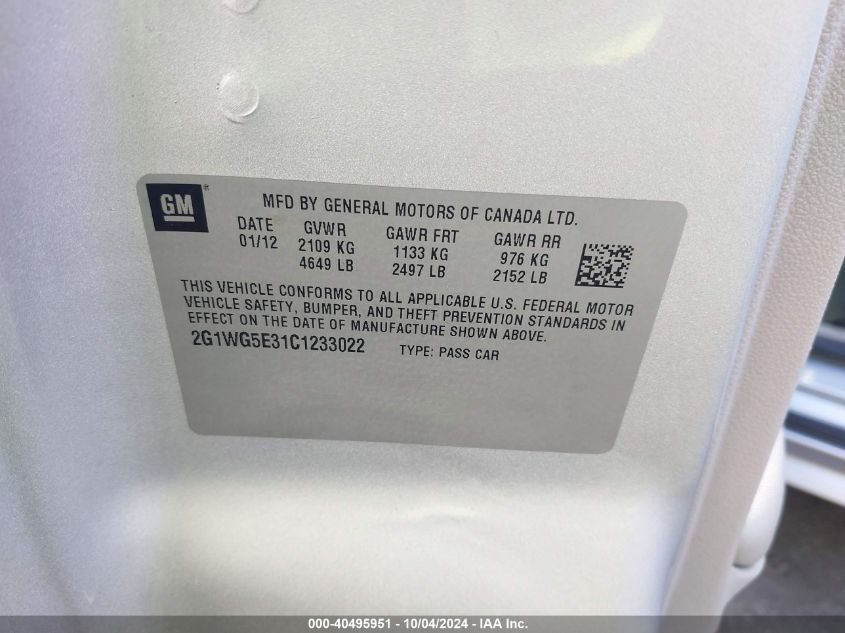 GM®
MFD BY GENERAL MOTORS OF CANADA LTD.
DATE GVWR GAWR FRT GAWR RR
01/12 2109 KG 1133 KG 976 KG
4649 LB 2497 LB 2152 LB
THIS VEHICLE CONFORMS TO ALL APPLICABLE U.S. FEDERAL MOTOR
VEHICLE SAFETY, BUMPER, AND THEFT PREVENTION STANDARDS IN
EFFECT ON THE DATE OF MANUFACTURE SHOWN ABOVE.
2G1WG5E31C1233022 TYPE: PASS CAR
000-40495951 - 10/04/2024 - IAA Inc.